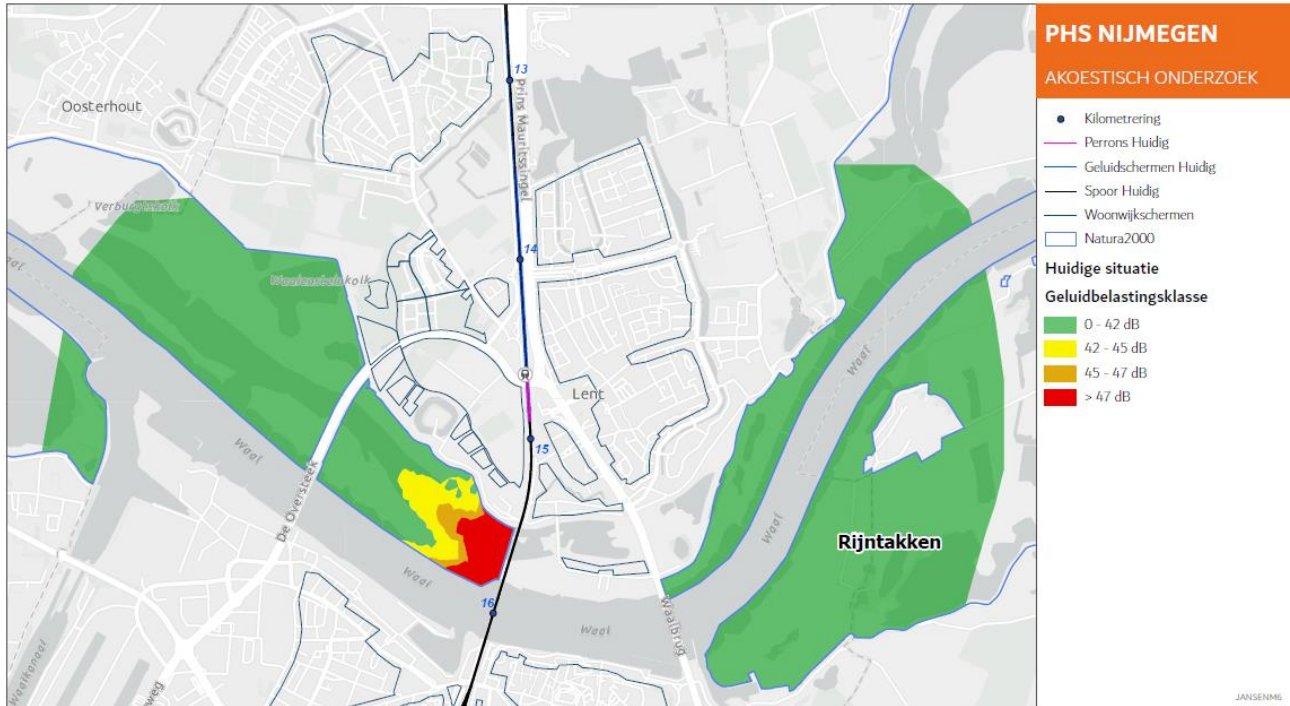 PHS NIJMEGEN
AKOESTISCH ONDERZOEK
Kilometrering
Perrons Huidig
Geluidschermen Huidig
Spoor Huidig
Woonwijkschermen
Natura2000
Huidige situatie
Geluidbelastingsklasse
0 - 42 dB
42 - 45 dB
45 - 47 dB
> 47 dB
JANSENM6
13
Prins Mauritssingel
Oosterhout
14
Lent
15
De Oversteek
Waal
Waal
Waal
Waal
Waal
Rijntakken
16
Waalbrug
Waalkanaal
weg